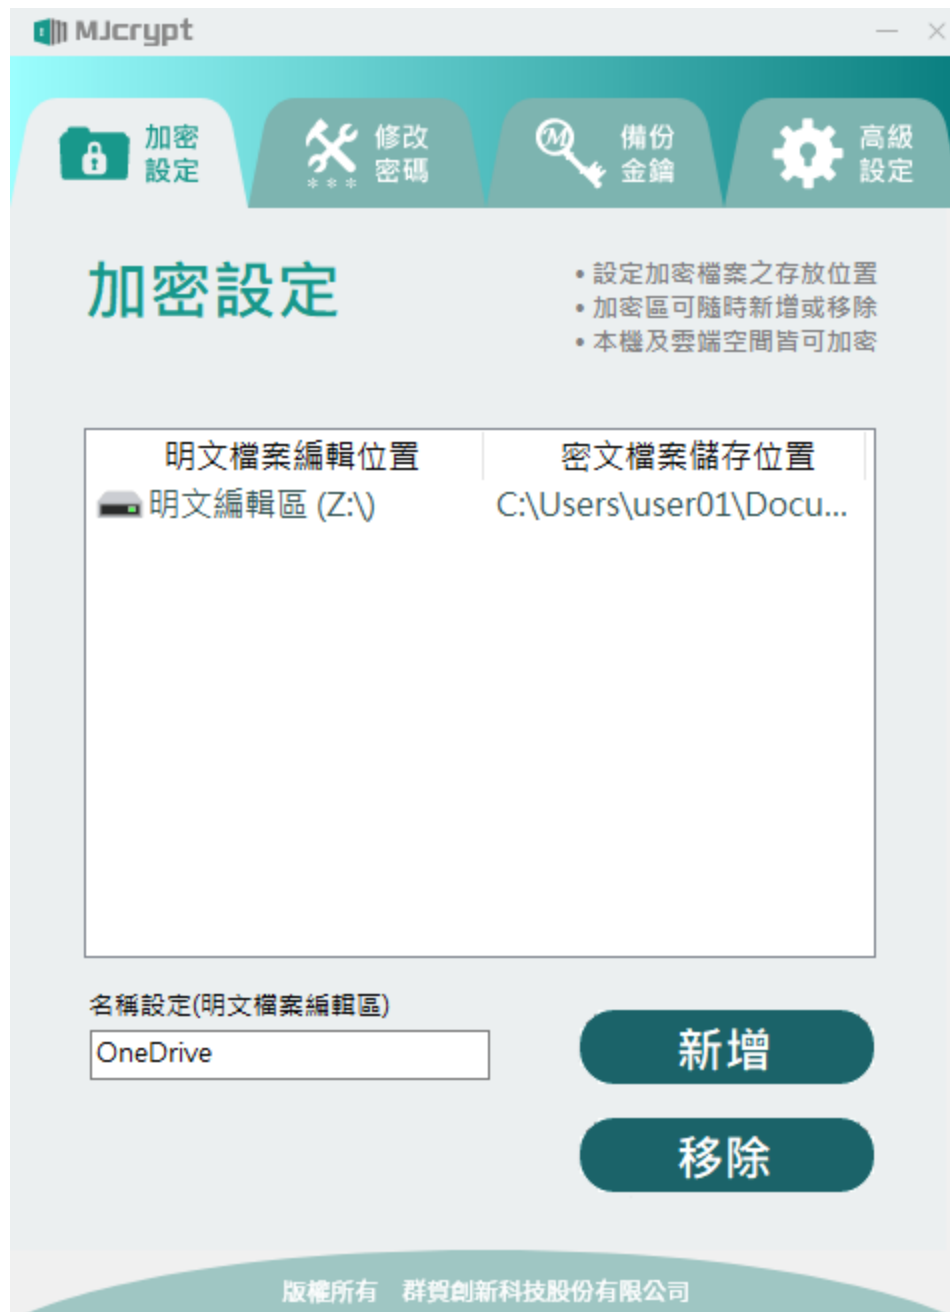 MJcrypt
加密
設定
修改
密碼
***
備份
金鑰
高級
設定
加密設定
• 設定加密檔案之存放位置
• 加密區可隨時新增或移除
• 本機及雲端空間皆可加密
明文檔案編輯位置 密文檔案儲存位置
明文編輯區 (Z:\) C:\Users\user01\Docu...
名稱設定(明文檔案編輯區)
OneDrive
新增
移除
版權所有 群賀創新科技股份有限公司